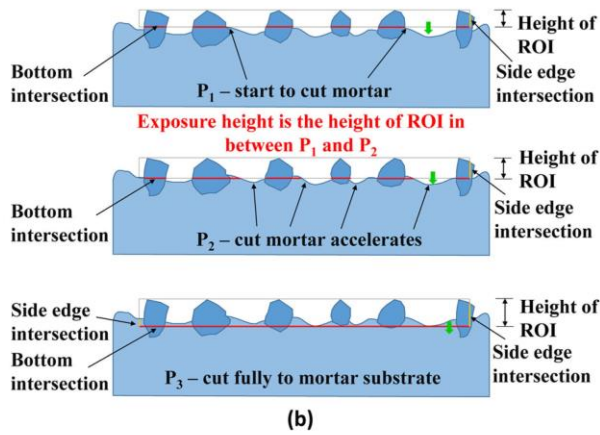 Height of
ROI
Side edge
intersection
Bottom
intersection
P1 – start to cut mortar
Exposure height is the height of ROI in
between P1 and P2
Height of
ROI
Side edge
intersection
Bottom
intersection
P2 – cut mortar accelerates
Side edge
intersection
Bottom
intersection
Height of
ROI
Side edge
intersection
P3 – cut fully to mortar substrate
(b)